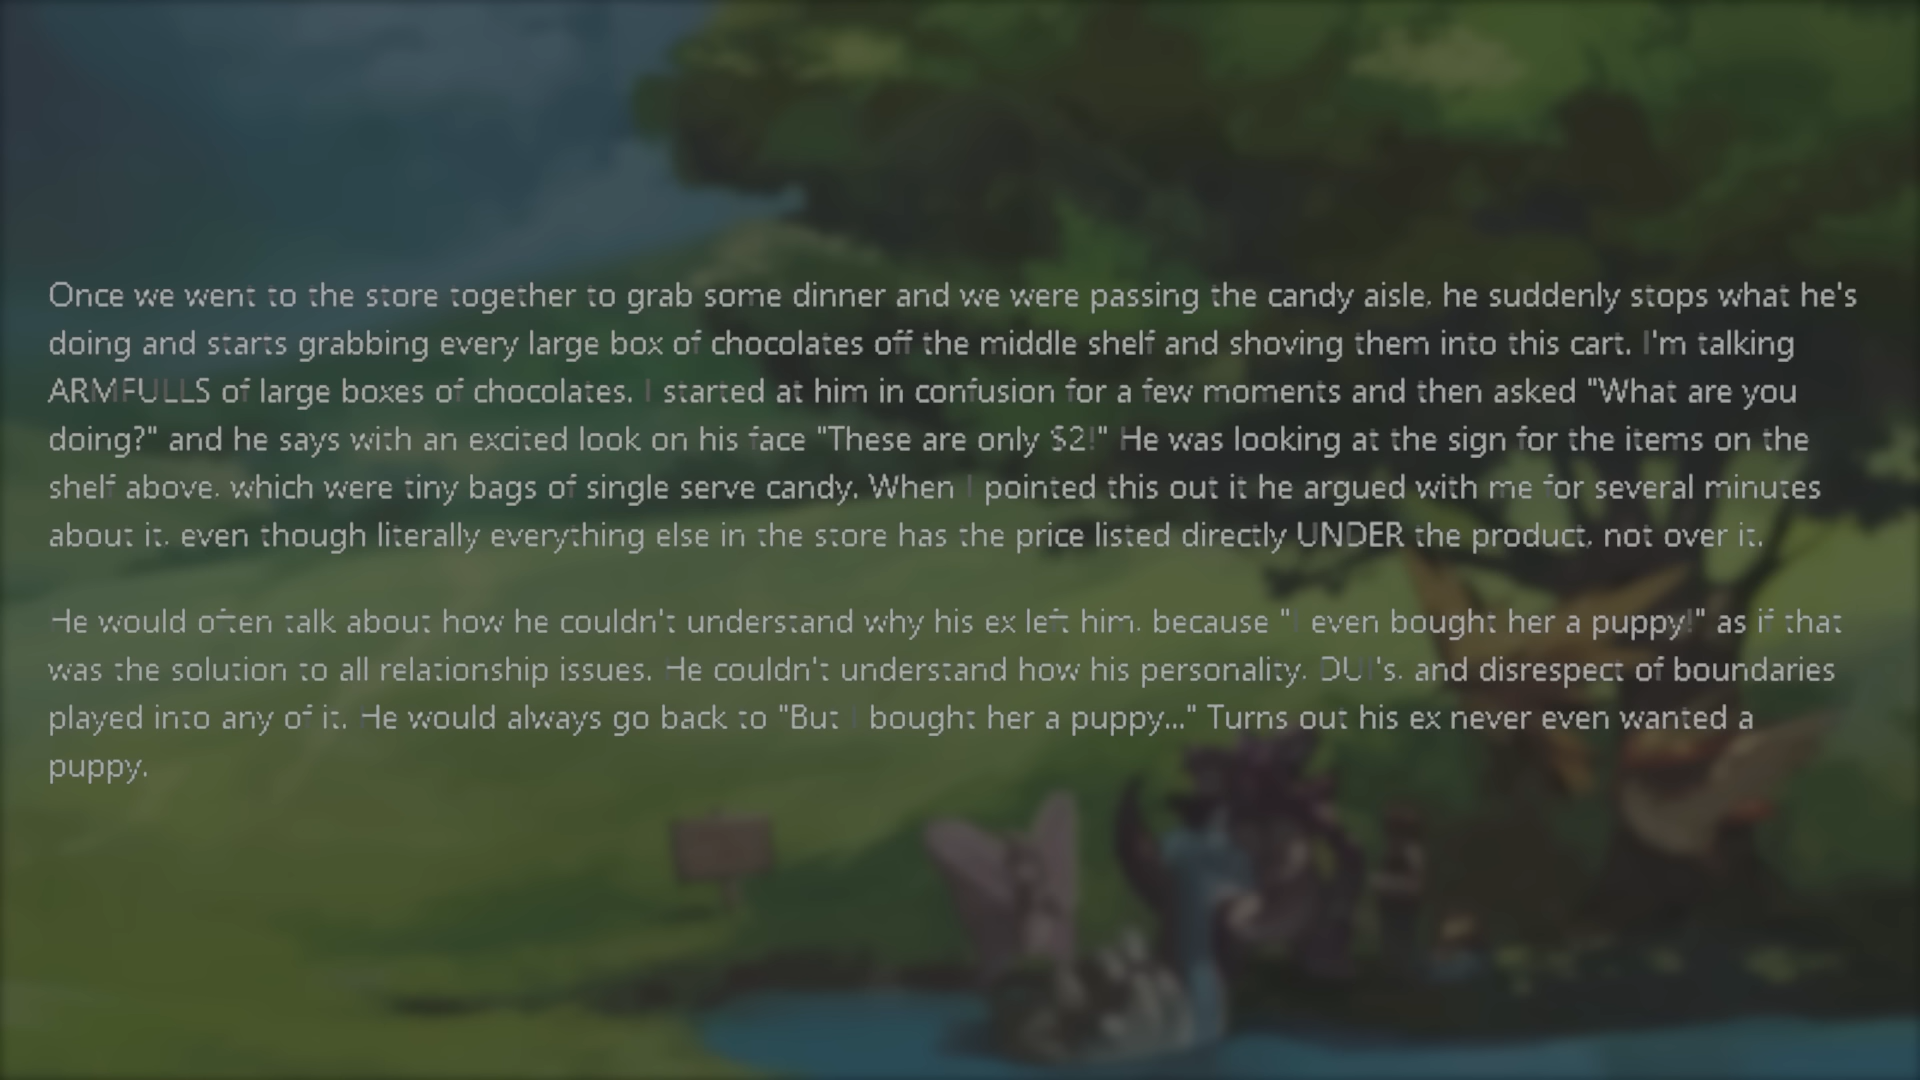 Once we went to the store together to grab some dinner and we were passing the candy aisle, he suddenly stops what he's
doing and starts grabbing every large box of chocolates off the middle shelf and shoving them into this cart. I'm talking
ARMFULLS of large boxes of chocolates. I started at him in confusion for a few moments and then asked "What are you
doing?" and he says with an excited look on his face "These are only $2!" He was looking at the sign for the items on the
shelf above, which were tiny bags of single serve candy. When I pointed this out it he argued with me for several minutes
about it, even though literally everything else in the store has the price listed directly UNDER the product, not over it.
He would often talk about how he couldn't understand why his ex left him, because "I even bought her a puppy!" as if that
was the solution to all relationship issues. He couldn't understand how his personality, DUI's, and disrespect of boundaries
played into any of it. He would always go back to "But I bought her a puppy..." Turns out his ex never even wanted a
puppy.